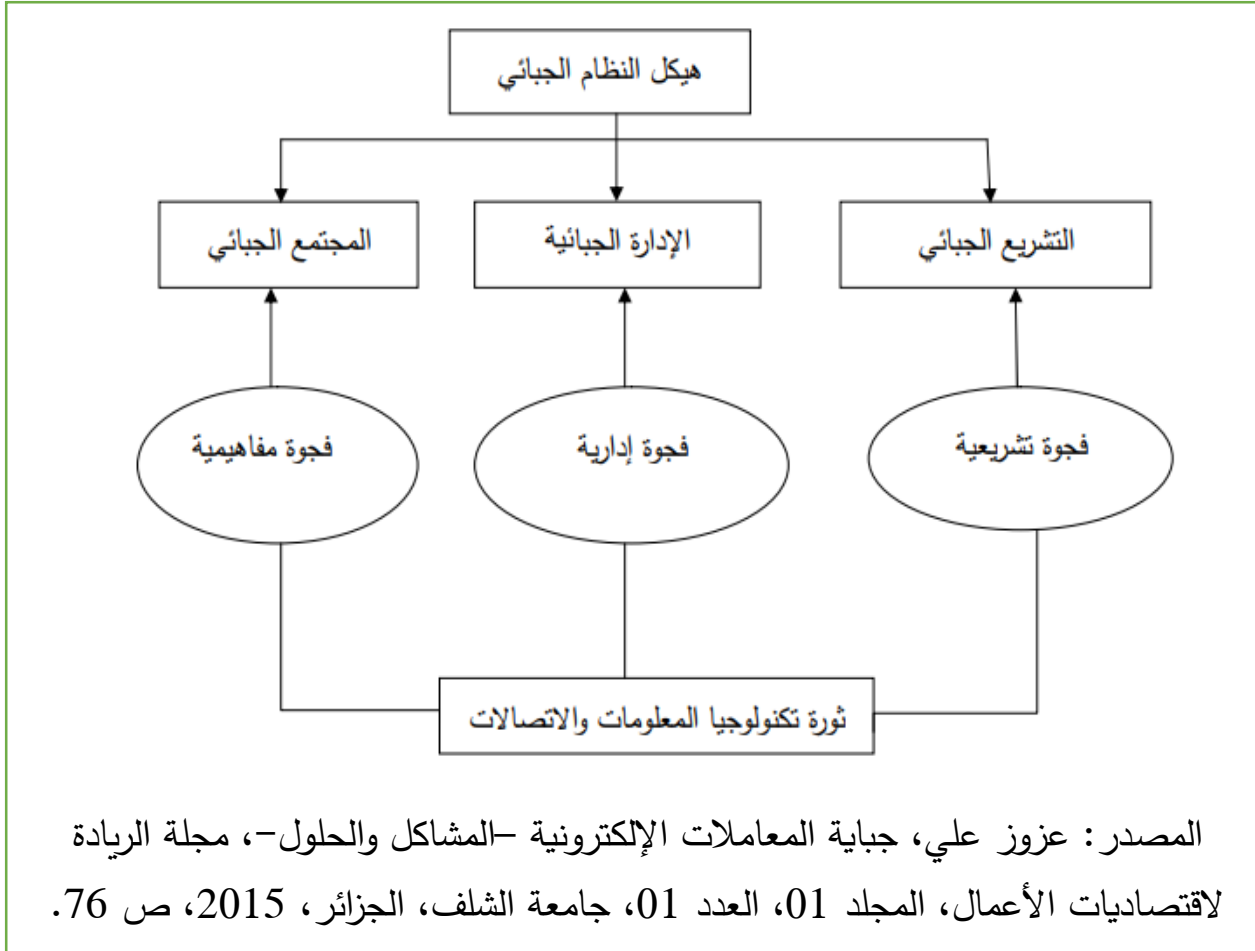 هيكل النظام الجبائي
التشريع الجبائي
الإدارة الجبائية
المجتمع الجبائي
فجوة تشريعية
فجوة إدارية
فجوة مفاهيمية
ثورة تكنولوجيا المعلومات والاتصالات
المصدر: عزوز علي، جباية المعاملات الإلكترونية –المشاكل والحلول-، مجلة الريادة
لاقتصاديات الأعمال، المجلد 01، العدد 01، جامعة الشلف، الجزائر، 2015، ص 76.